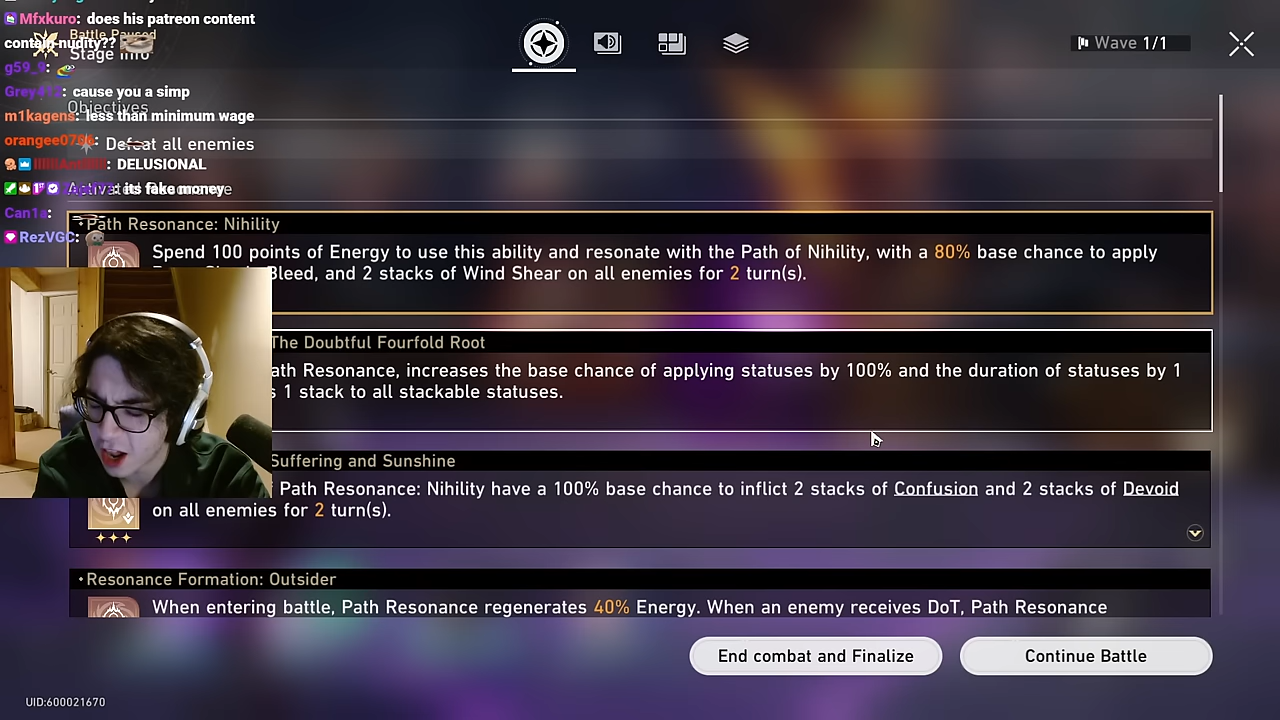 Mfxkuro: does his patreon content
contain nudity??
Battle Paused
Stage Info
Wave 1/1
g59_9:
Grey412: cause you a simp
Objectives
m1kagens: less than minimum wage
Defeat all enemies
DELUSIONAL
its fake money
Can1a:
RezVGC:
Path Resonance: Nihility
Spend 100 points of Energy to use this ability and resonate with the Path of Nihility, with a 80% base chance to apply
Bleed, and 2 stacks of Wind Shear on all enemies for 2 turn(s).
The Doubtful Fourfold Root
ath Resonance, increases the base chance of applying statuses by 100% and the duration of statuses by 1
1 stack to all stackable statuses.
Suffering and Sunshine
Path Resonance: Nihility have a 100% base chance to inflict 2 stacks of Confusion and 2 stacks of Devoid
on all enemies for 2 turn(s).
Resonance Formation: Outsider
When entering battle, Path Resonance regenerates 40% Energy. When an enemy receives DoT, Path Resonance
End combat and Finalize
Continue Battle
UID:600021670